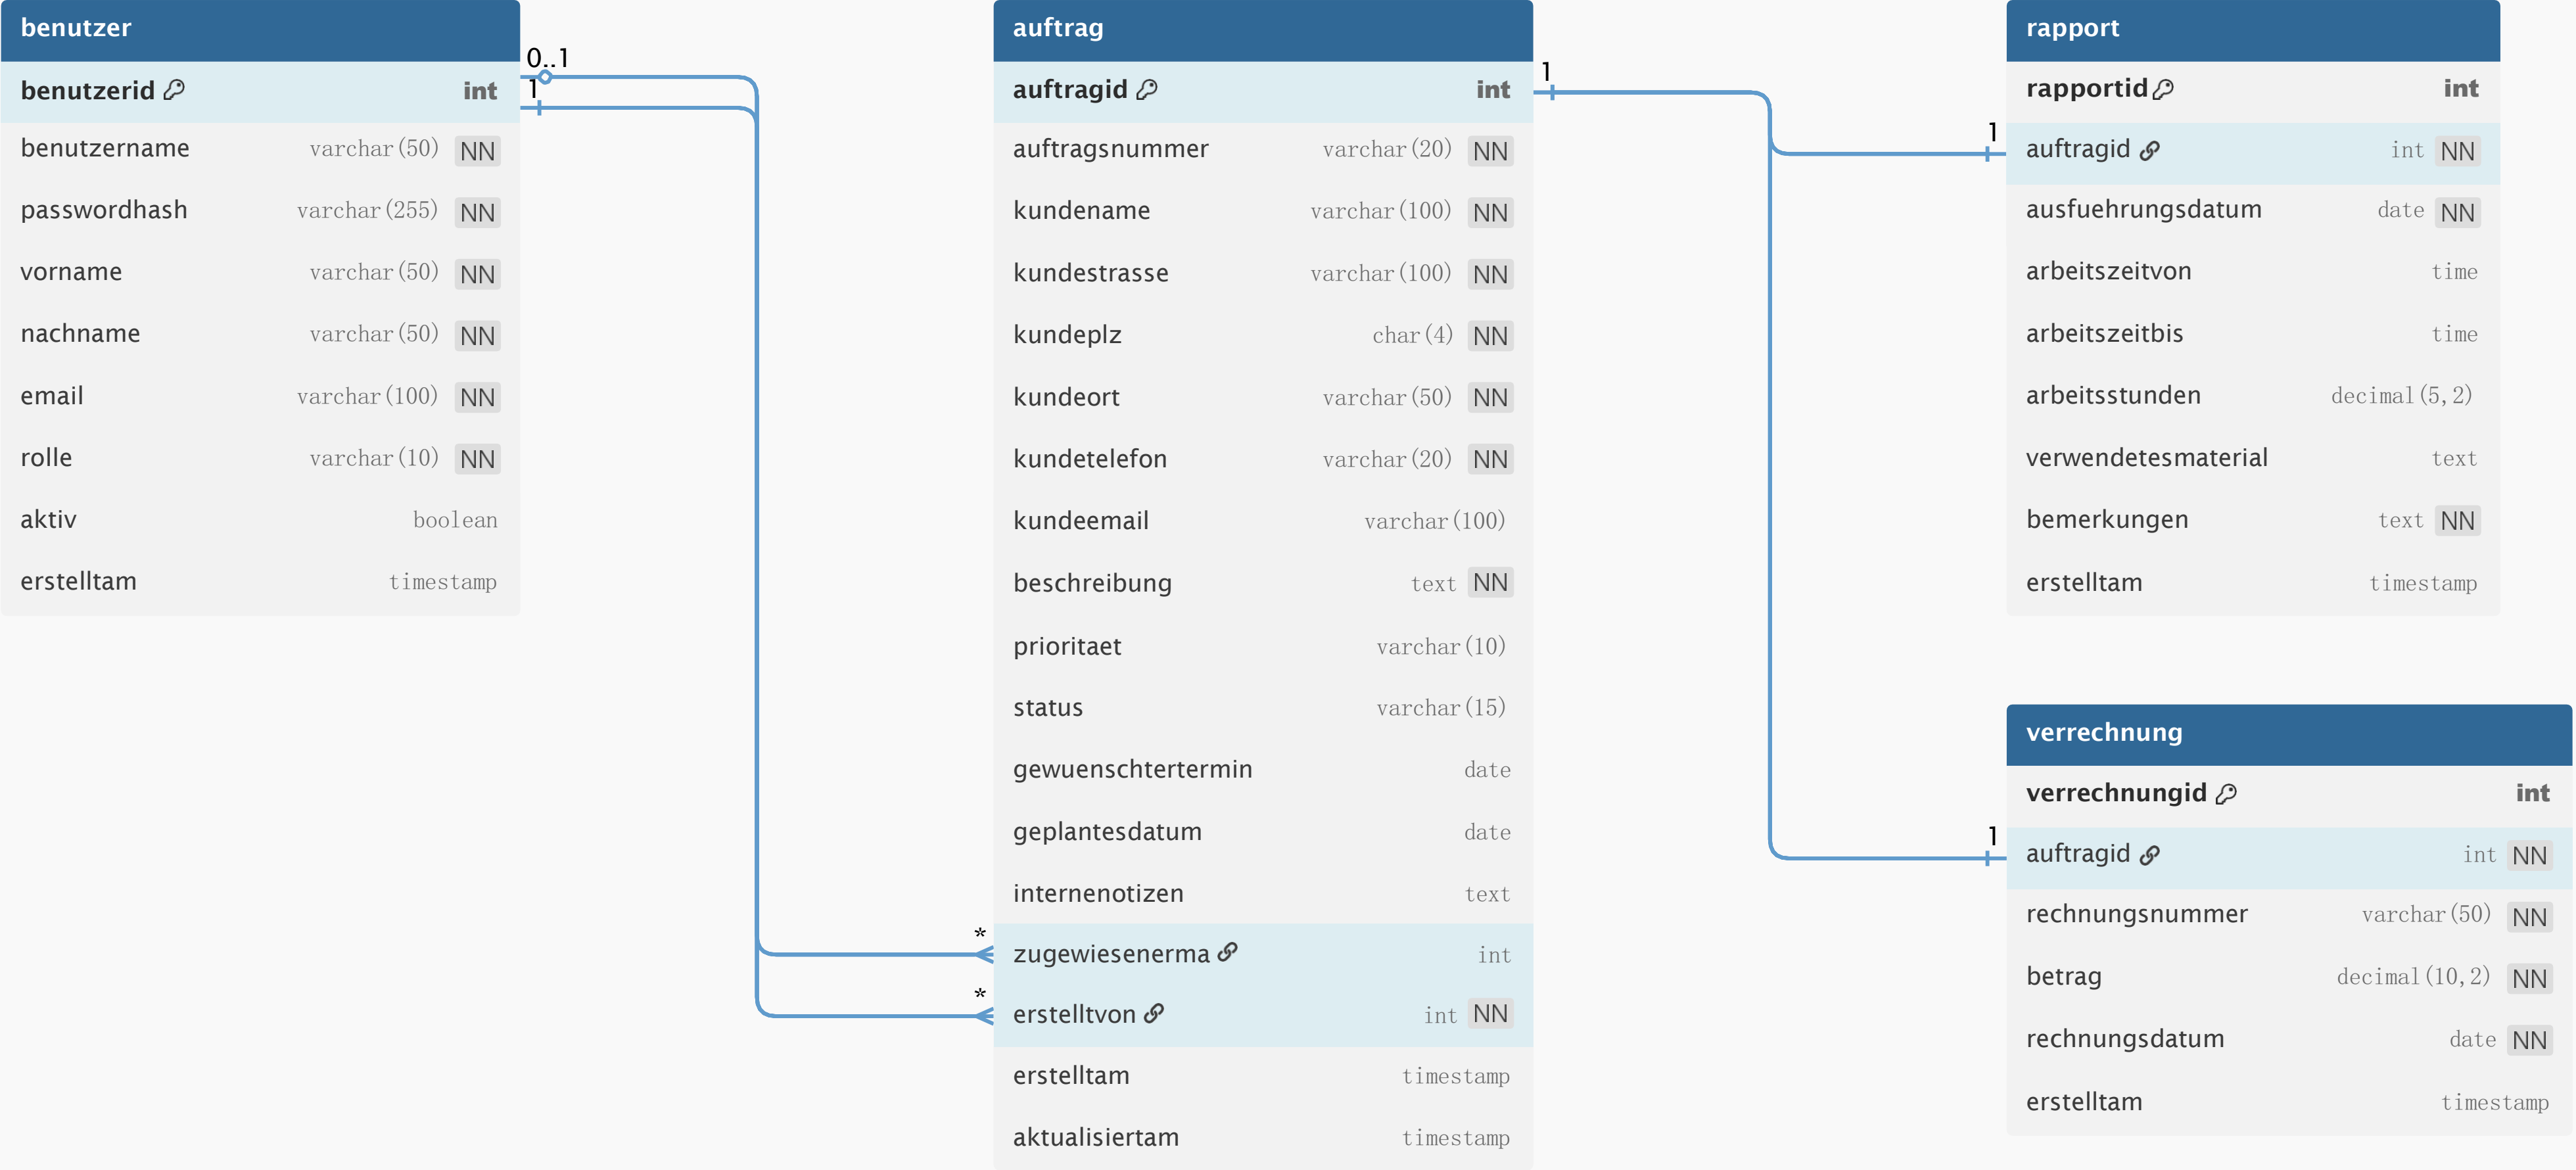 benutzer
benutzerid int
benutzername varchar(50) NN
passwordhash varchar(255) NN
vorname varchar(50) NN
nachname varchar(50) NN
email varchar(100) NN
rolle varchar(10) NN
aktiv boolean
erstelltam timestamp
0..1
1
auftrag
auftragid int
auftragsnummer varchar(20) NN
kundename varchar(100) NN
kundestrasse varchar(100) NN
kundeplz char(4) NN
kundeort varchar(50) NN
kundetelefon varchar(20) NN
kundeemail varchar(100)
beschreibung text NN
prioritaet varchar(10)
status varchar(15)
gewuenschtertermin date
geplantesdatum date
internenotizen text
* zugewiesenerma int
* erstelltvon int NN
erstelltam timestamp
aktualisiertam timestamp
1
1
rapport
rapportid int
auftragid int NN
ausfuehrungsdatum date NN
arbeitszeitvon time
arbeitszeitbis time
arbeitsstunden decimal(5,2)
verwendetesmaterial text
bemerkungen text NN
erstelltam timestamp
1
verrechnung
verrechnungid int
auftragid int NN
rechnungsnummer varchar(50) NN
betrag decimal(10,2) NN
rechnungsdatum date NN
erstelltam timestamp